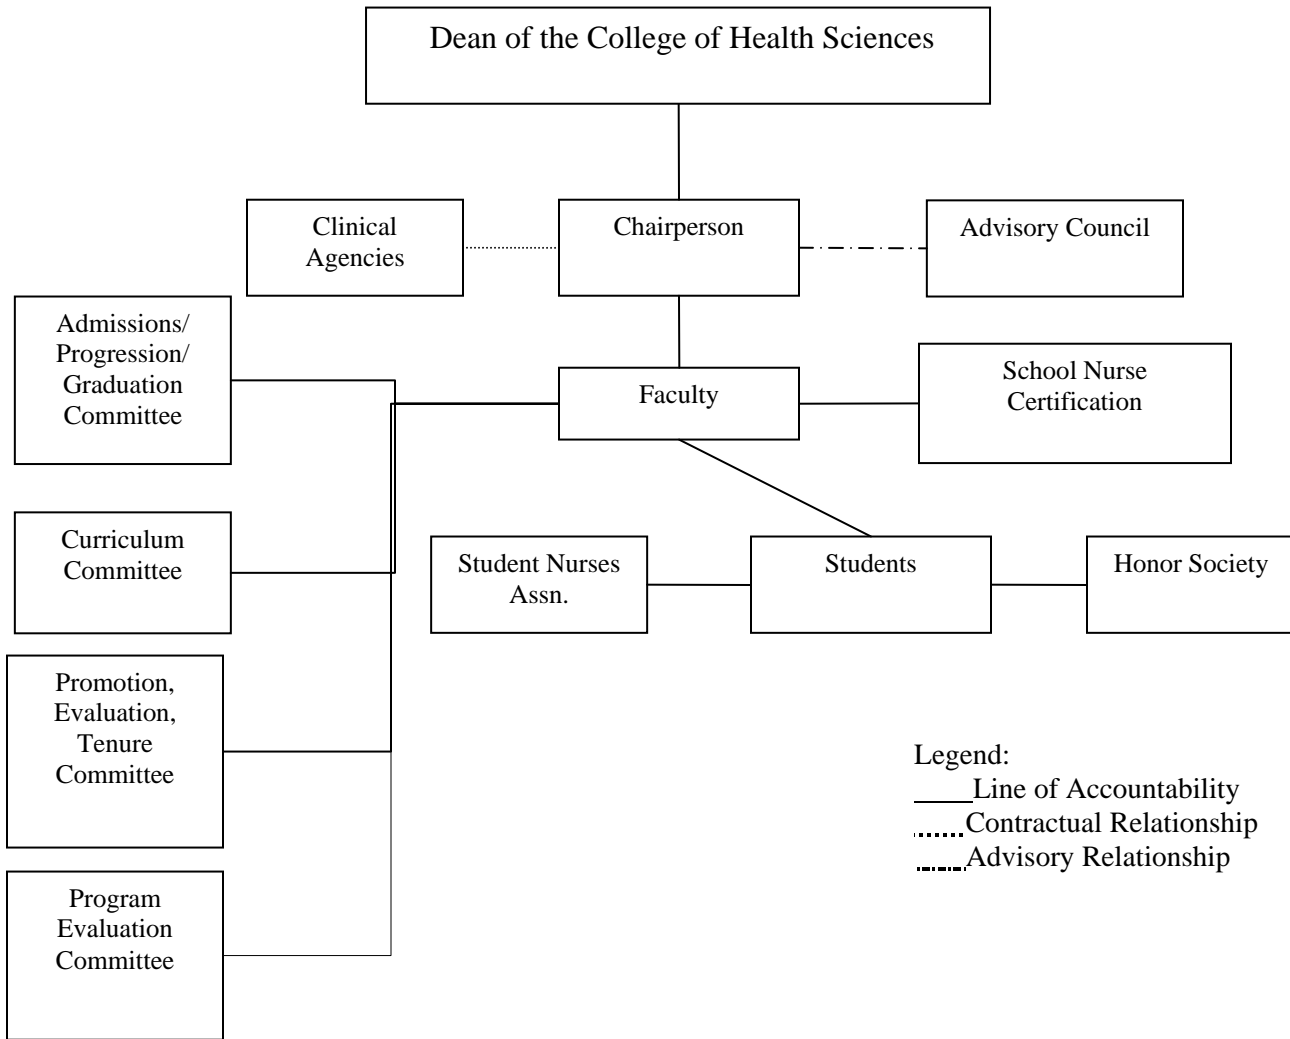 Dean of the College of Health Sciences
Clinical
Agencies
Chairperson
Advisory Council
Admissions/
Progression/
Graduation
Committee
Faculty
School Nurse
Certification
Curriculum
Committee
Student Nurses
Assn.
Students
Honor Society
Promotion,
Evaluation,
Tenure
Committee
Program
Evaluation
Committee
Legend:
Line of Accountability
Contractual Relationship
Advisory Relationship